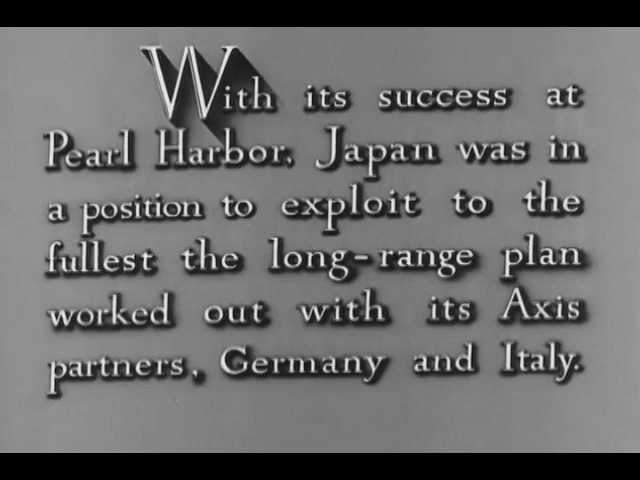 With its success at
Pearl Harbor, Japan was in
a position to exploit to the
fullest the long-range plan
worked out with its Axis
partners, Germany and Italy.